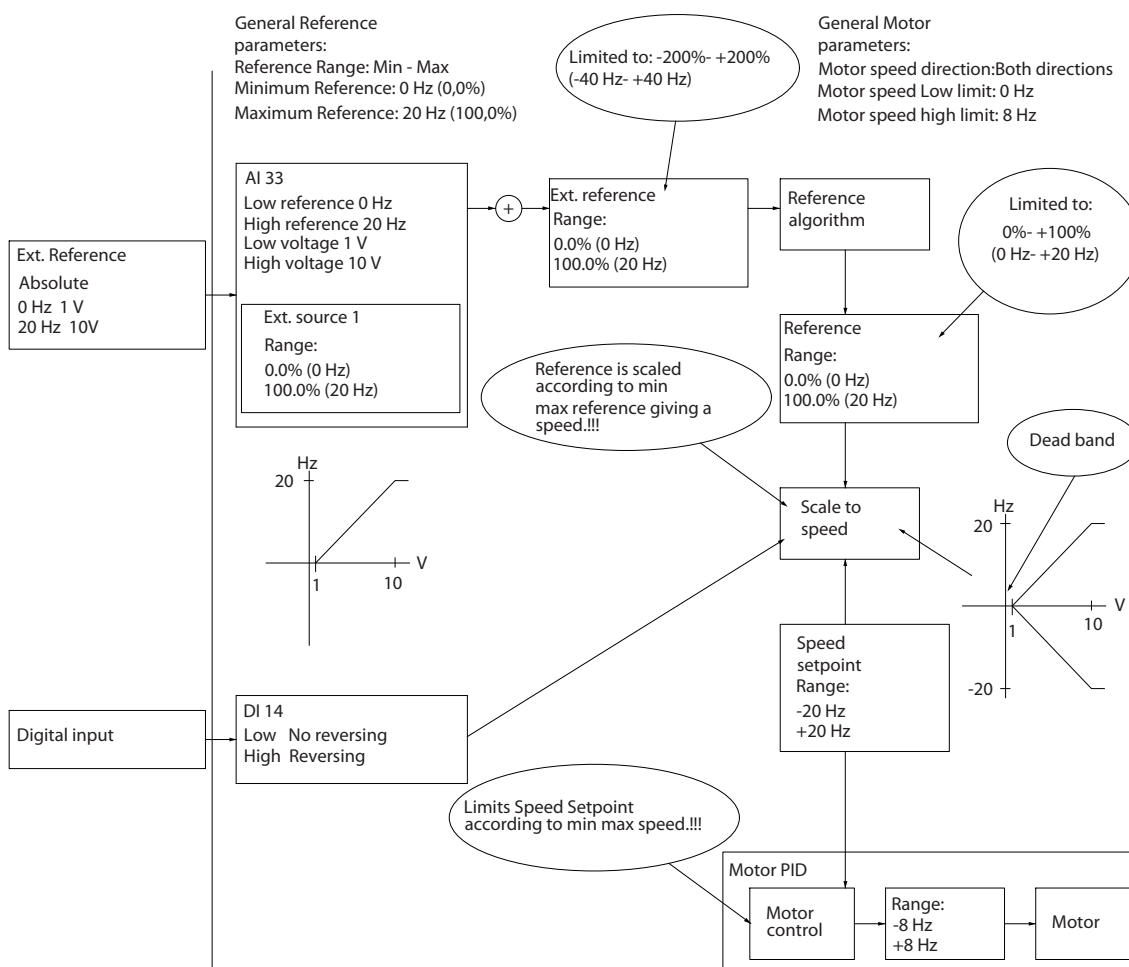 General Reference
parameters:
Reference Range: Min - Max
Minimum Reference: 0 Hz (0,0%)
Maximum Reference: 20 Hz (100,0%)
Limited to: -200%- +200%
(-40 Hz- +40 Hz)
General Motor
parameters:
Motor speed direction:Both directions
Motor speed Low limit: 0 Hz
Motor speed high limit: 8 Hz
Ext. Reference
Absolute
0 Hz 1 V
20 Hz 10V
AI 33
Low reference 0 Hz
High reference 20 Hz
Low voltage 1 V
High voltage 10 V
Ext. source 1
Range:
0.0% (0 Hz)
100.0% (20 Hz)
+
Ext. reference
Range:
0.0% (0 Hz)
100.0% (20 Hz)
Reference
algorithm
Limited to:
0%- +100%
(0 Hz- +20 Hz)
Reference
Range:
0.0% (0 Hz)
100.0% (20 Hz)
Reference is scaled
according to min
max reference giving a
speed.!!!
Dead band
Hz
20
V
1
10
Scale to
speed
Hz
20
V
1
10
-20
Speed
setpoint
Range:
-20 Hz
+20 Hz
Digital input
DI 14
Low No reversing
High Reversing
Limits Speed Setpoint
according to min max speed.!!!
Motor PID
Motor
control
Range:
-8 Hz
+8 Hz
Motor